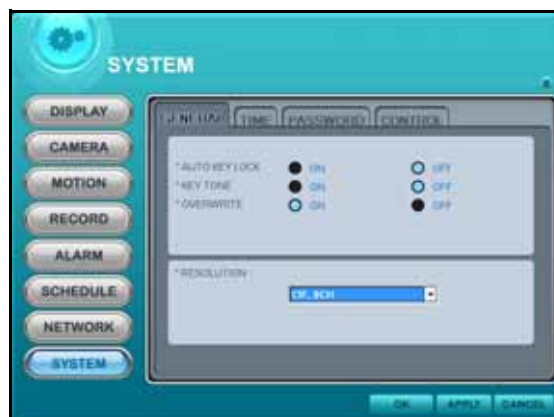 SYSTEM
DISPLAY
CAMERA
MOTION
RECORD
ALARM
SCHEDULE
NETWORK
SYSTEM
GENERAL TIME PASSWORD CONTROL
* AUTO KEY LOCK ON OFF
* KEY TONE ON OFF
* OVERWRITE ON OFF
* RESOLUTION
CIF, 8CH
OK APPLY CANCEL